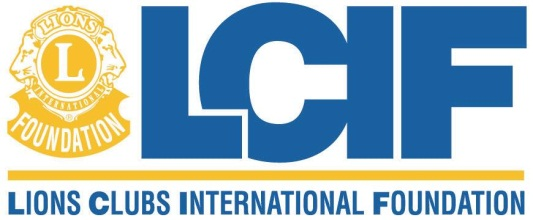 LIONS
L
INTERNATIONAL
FOUNDATION
LCIF
LIONS CLUBS INTERNATIONAL FOUNDATION